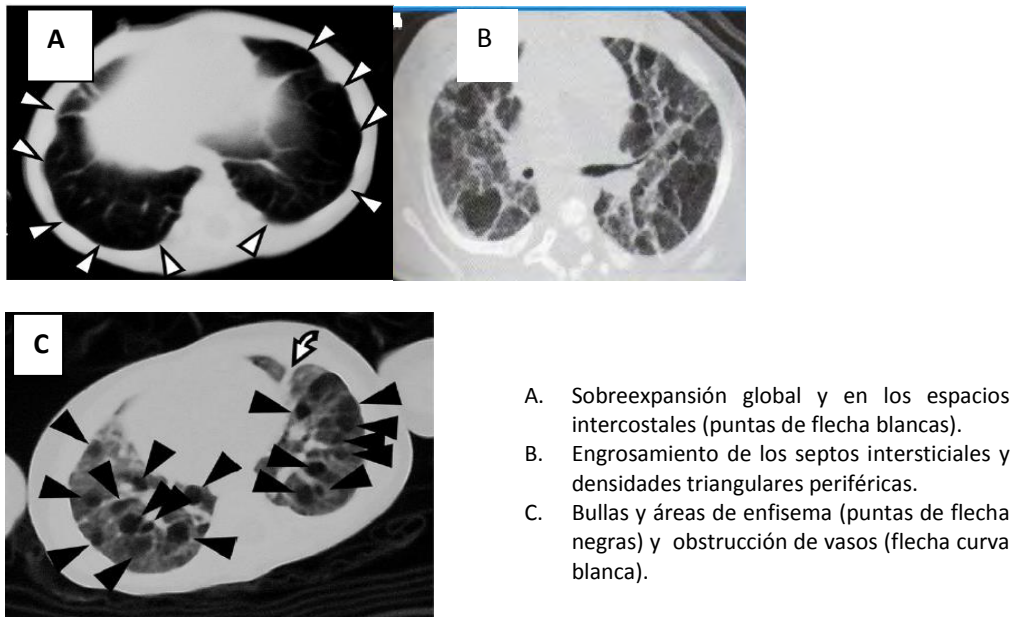 A
B
C
A. Sobreexpansión global y en los espacios
intercostales (puntas de flecha blancas).
B. Engrosamiento de los septos intersticiales y
densidades triangulares periféricas.
C. Bullas y áreas de enfisema (puntas de flecha
negras) y obstrucción de vasos (flecha curva
blanca).